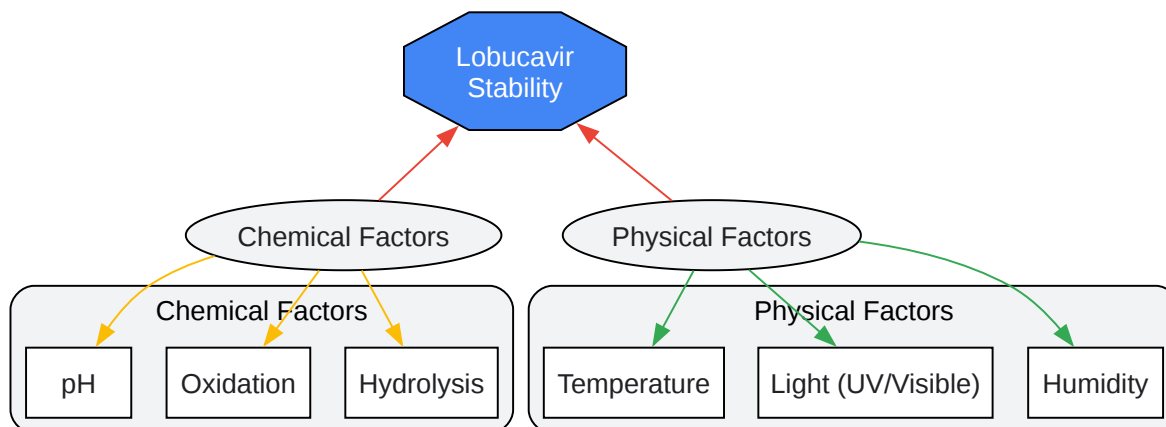 Lobucavir
Stability
Chemical Factors
Physical Factors
Chemical Factors
Physical Factors
pH
Oxidation
Hydrolysis
Temperature
Light (UV/Visible)
Humidity